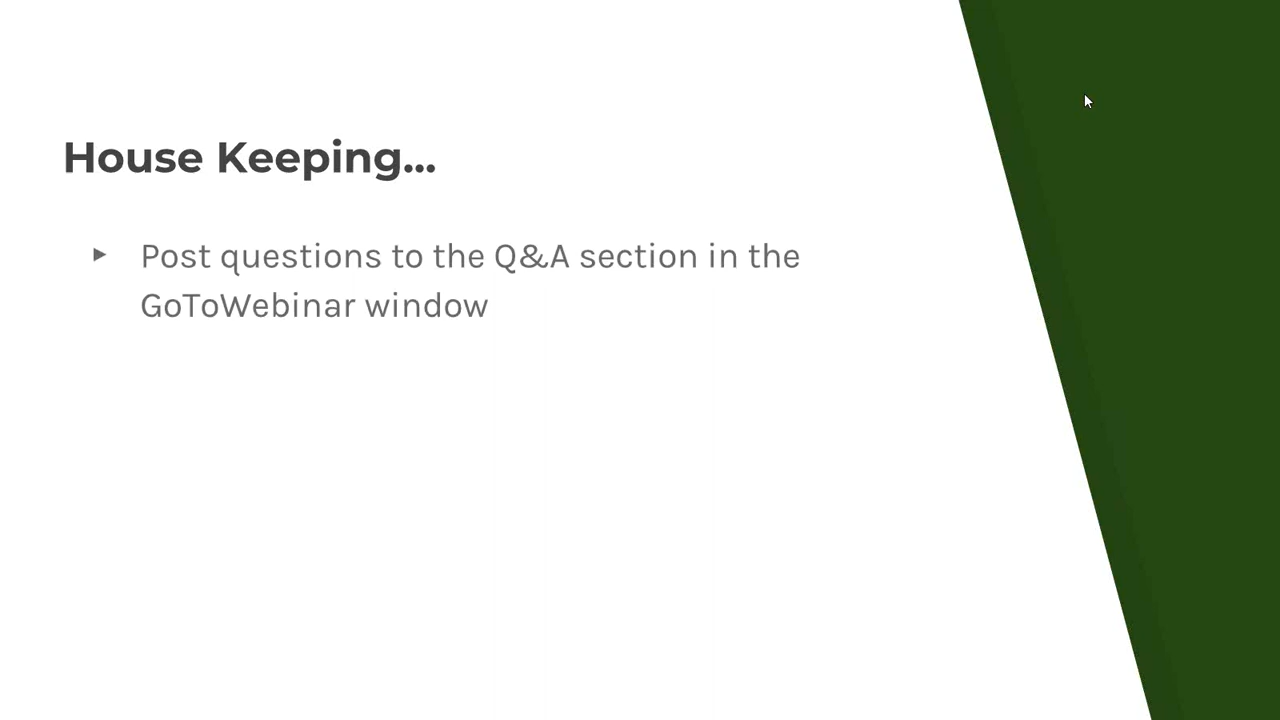 House Keeping...
Post questions to the Q&A section in the
GoToWebinar window